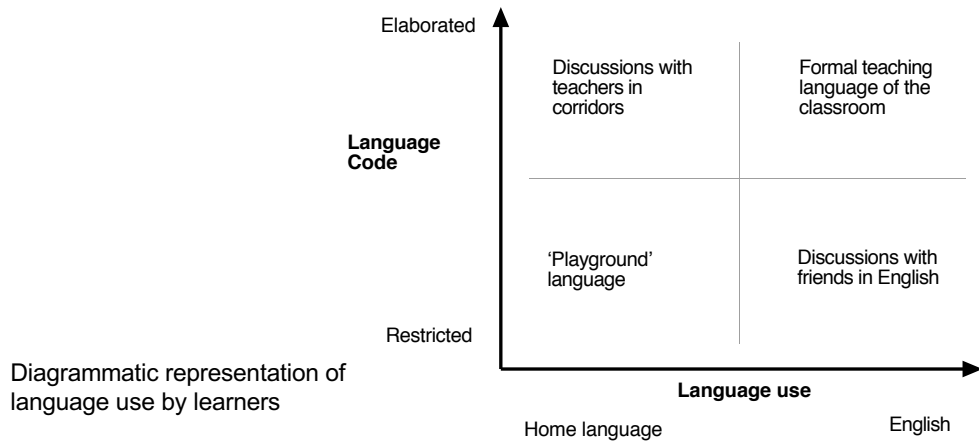 Elaborated
Discussions with
teachers in
corridors
Formal teaching
language of the
classroom
Language
Code
‘Playground’
language
Discussions with
friends in English
Restricted
Diagrammatic representation of
language use by learners
Language use
Home language
English